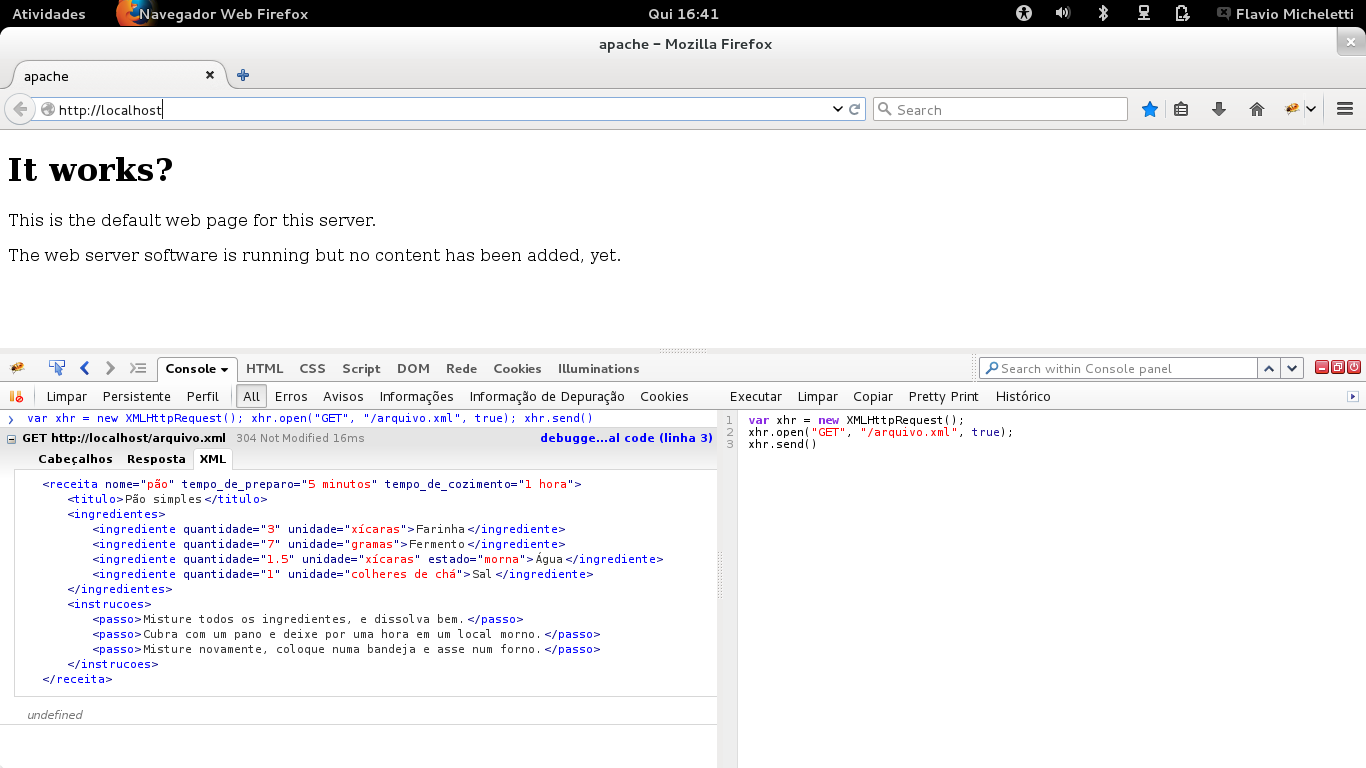 Atividades Navegador Web Firefox Qui 16:41 Flavio Micheletti
apache - Mozilla Firefox
apache
http://localhost Search
It works?
This is the default web page for this server.
The web server software is running but no content has been added, yet.
Console HTML CSS Script DOM Rede Cookies Illuminations Search within Console panel
Limpar Persistente Perfil All Erros Avisos Informações Informação de Depuração Cookies Executar Limpar Copiar Pretty Print Histórico
var xhr = new XMLHttpRequest(); xhr.open("GET", "/arquivo.xml", true); xhr.send()
GET http://localhost/arquivo.xml 304 Not Modified 16ms debugge...al code (linha 3)
Cabeçalhos Resposta XML
<receita nome="pão" tempo_de_preparo="5 minutos" tempo_de_cozimento="1 hora">
<titulo>Pão simples</titulo>
<ingredientes>
<ingrediente quantidade="3" unidade="xícaras">Farinha</ingrediente>
<ingrediente quantidade="7" unidade="gramas">Fermento</ingrediente>
<ingrediente quantidade="1.5" unidade="xícaras" estado="morna">Água</ingrediente>
<ingrediente quantidade="1" unidade="colheres de chá">Sal</ingrediente>
</ingredientes>
<instrucoes>
<passo>Misture todos os ingredientes, e dissolva bem.</passo>
<passo>Cubra com um pano e deixe por uma hora em um local morno.</passo>
<passo>Misture novamente, coloque numa bandeja e asse num forno.</passo>
</instrucoes>
</receita>
undefined
1 var xhr = new XMLHttpRequest();
2 xhr.open("GET", "/arquivo.xml", true);
3 xhr.send()